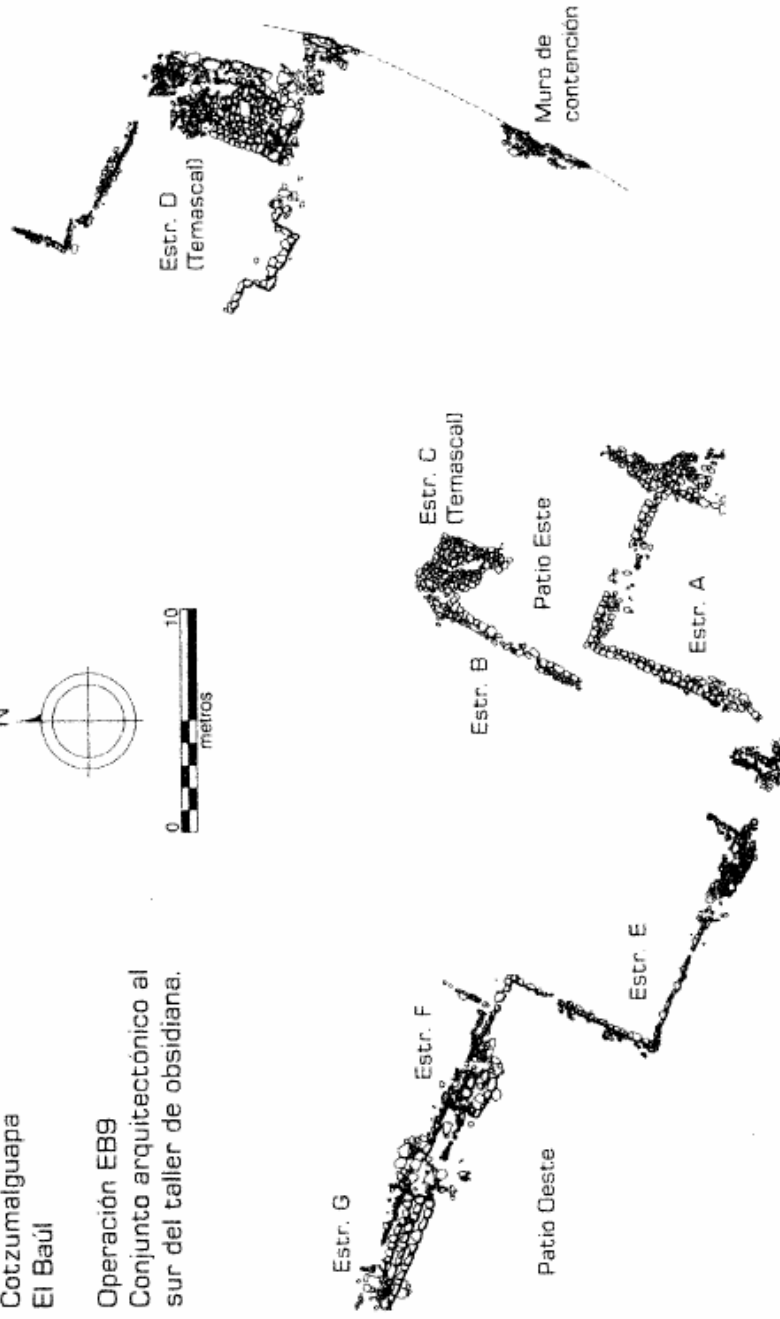 Cotzumalguapa
El Baúl
Operación EB9
Conjunto arquitectónico al
sur del taller de obsidiana.
N
0
10
metros
Estr. D
(Temascal)
Muro de
contención
Estr. C
(Temascal)
Patio Este
Estr. B
Estr. A
Estr. G
Estr. F
Estr. E
Patio Oeste